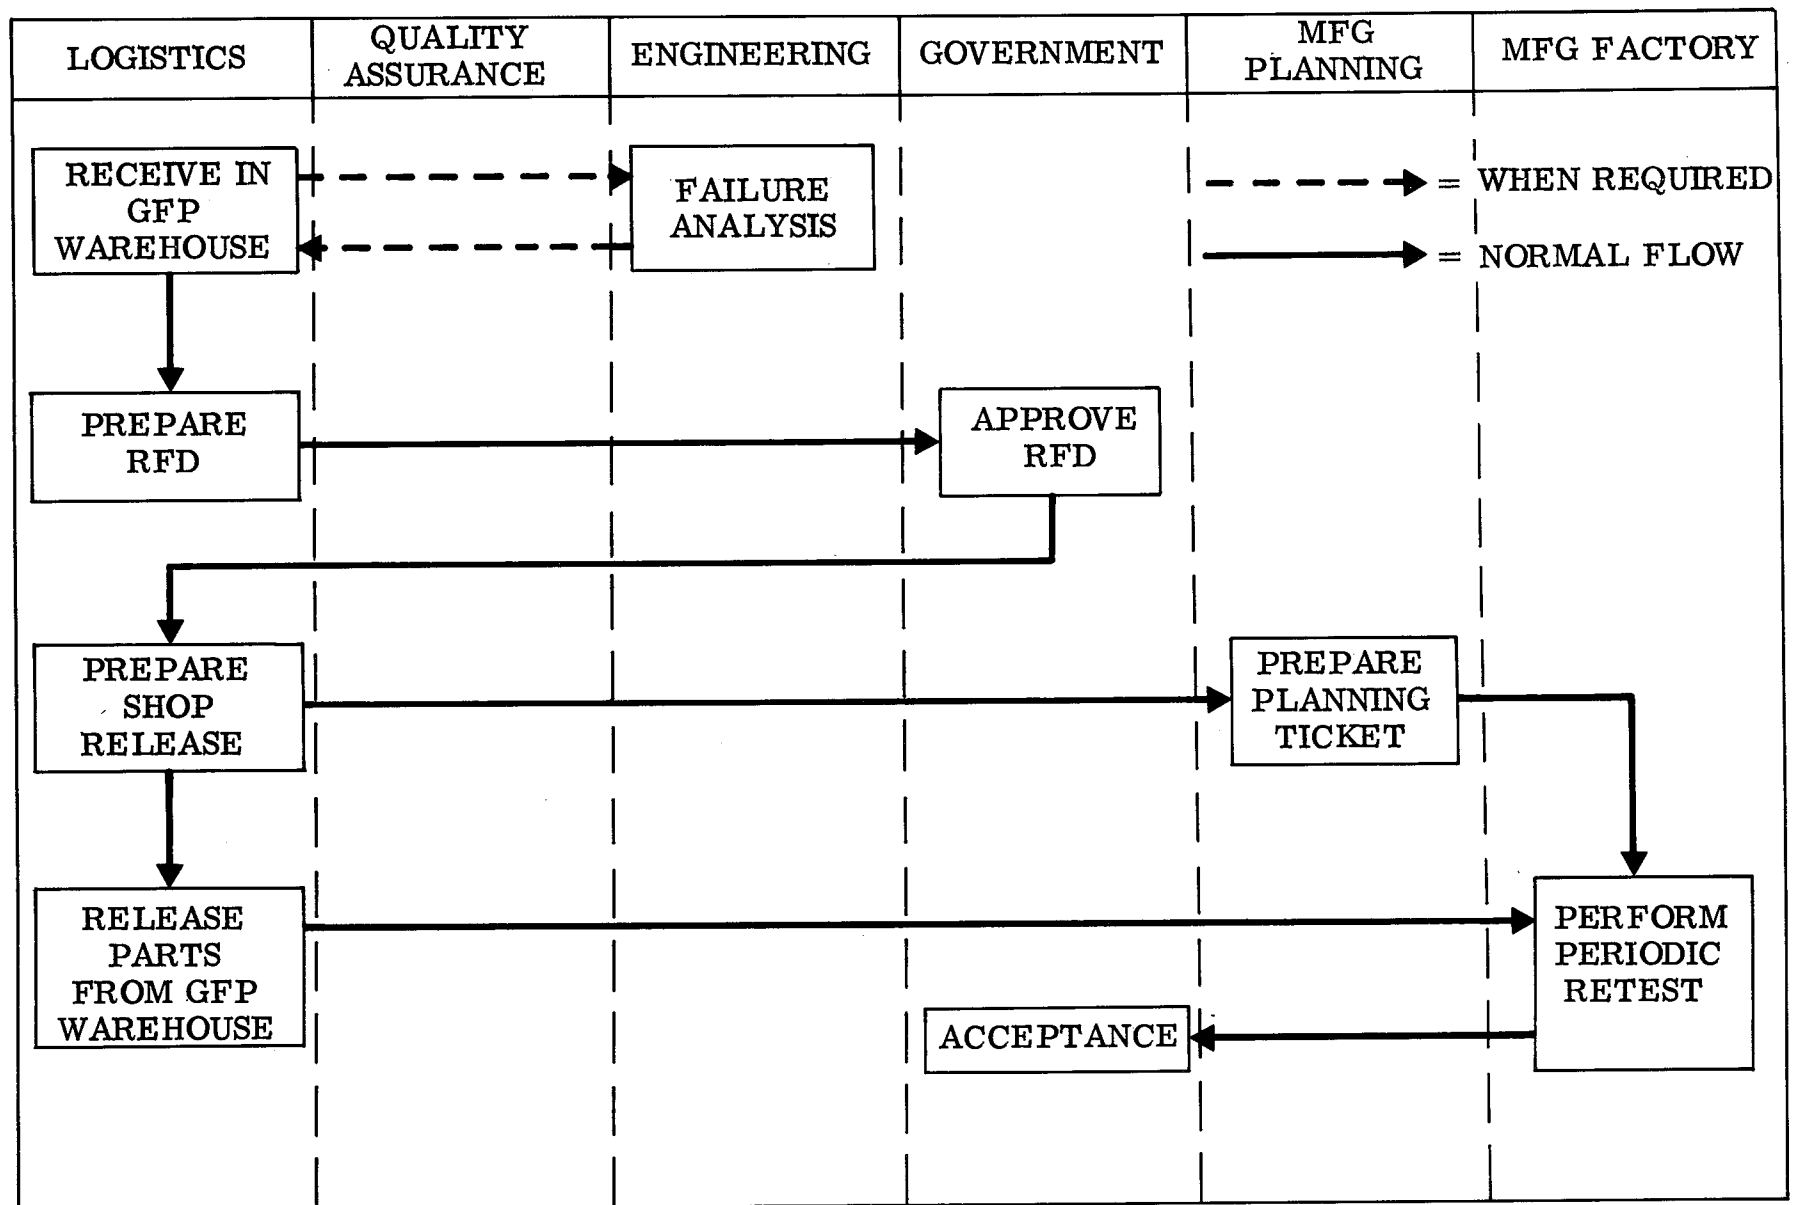 LOGISTICS
QUALITY
ASSURANCE
ENGINEERING
GOVERNMENT
MFG
PLANNING
MFG FACTORY
RECEIVE IN
GFP
WAREHOUSE
FAILURE
ANALYSIS
= WHEN REQUIRED
= NORMAL FLOW
PREPARE
RFD
APPROVE
RFD
PREPARE
SHOP
RELEASE
PREPARE
PLANNING
TICKET
RELEASE
PARTS
FROM GFP
WAREHOUSE
PERFORM
PERIODIC
RETEST
ACCEPTANCE